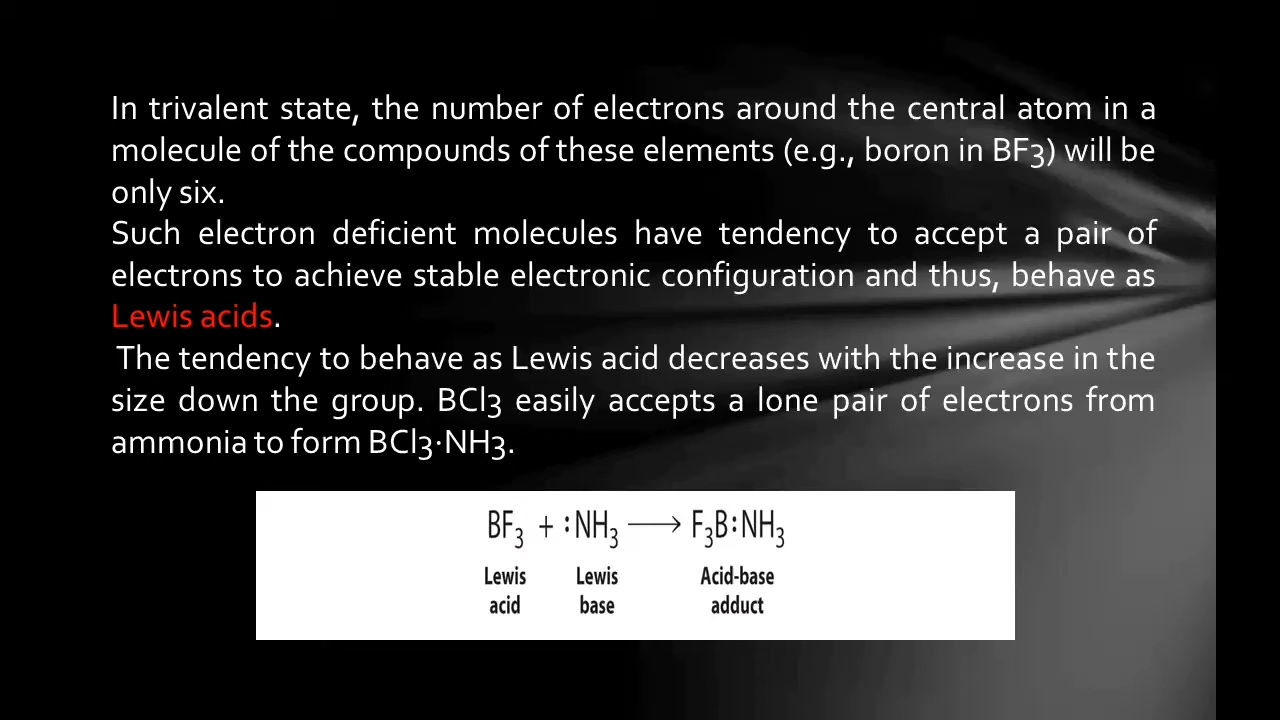 In trivalent state, the number of electrons around the central atom in a
molecule of the compounds of these elements (e.g., boron in BF3) will be
only six.
Such electron deficient molecules have tendency to accept a pair of
electrons to achieve stable electronic configuration and thus, behave as
Lewis acids.
The tendency to behave as Lewis acid decreases with the increase in the
size down the group. BCl3 easily accepts a lone pair of electrons from
ammonia to form BCl3·NH3.
BF₃ + :NH₃ ⟶ F₃B:NH₃
Lewis Lewis Acid-base
acid base adduct